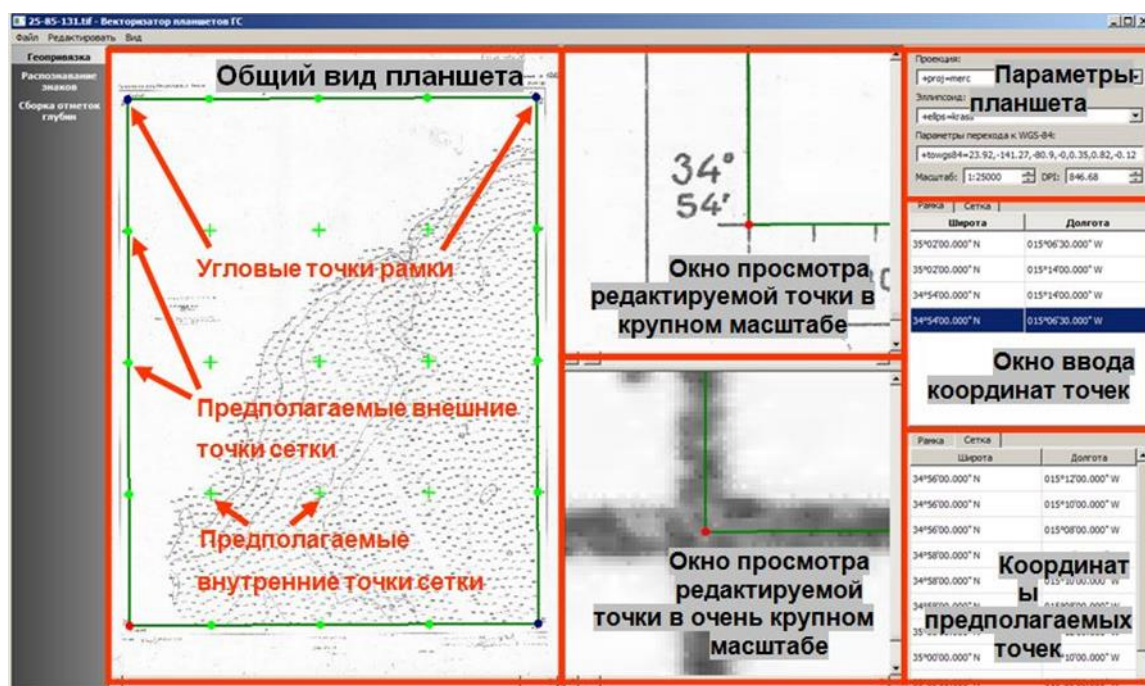 25-85-131.tif - Векторизатор планшетов ГС
Файл Редактировать Вид
Геопривязка
Распознавание
знаков
Сборка отметок
глубин
Общий вид планшета
Угловые точки рамки
Предполагаемые внешние
точки сетки
Предполагаемые
внутренние точки сетки
34°
54'
Окно просмотра
редактируемой точки в
крупном масштабе
Окно просмотра
редактируемой
точки в очень крупном
масштабе
Проекция:
+proj=merc
Параметры
планшета
Эллипсоид:
+ellps=krass
Параметры перехода к WGS-84:
+towgs84=23.92,-141.27,-80.9,-0,0.35,0.82,-0.12
Масштаб: 1:25000 DPI: 846.68
Рамка Сетка
Широта Долгота
35°02'00.000" N 015°06'30.000" W
35°02'00.000" N 015°14'00.000" W
34°54'00.000" N 015°14'00.000" W
34°54'00.000" N 015°06'30.000" W
Окно ввода
координат точек
Рамка Сетка
Широта Долгота
34°56'00.000" N 015°12'00.000" W
34°56'00.000" N 015°10'00.000" W
34°56'00.000" N 015°08'00.000" W
34°58'00.000" N
34°58'00.000" N 015°10'00.000" W
Координат
ы
предполагаемых
точек
35°00'00.000" N